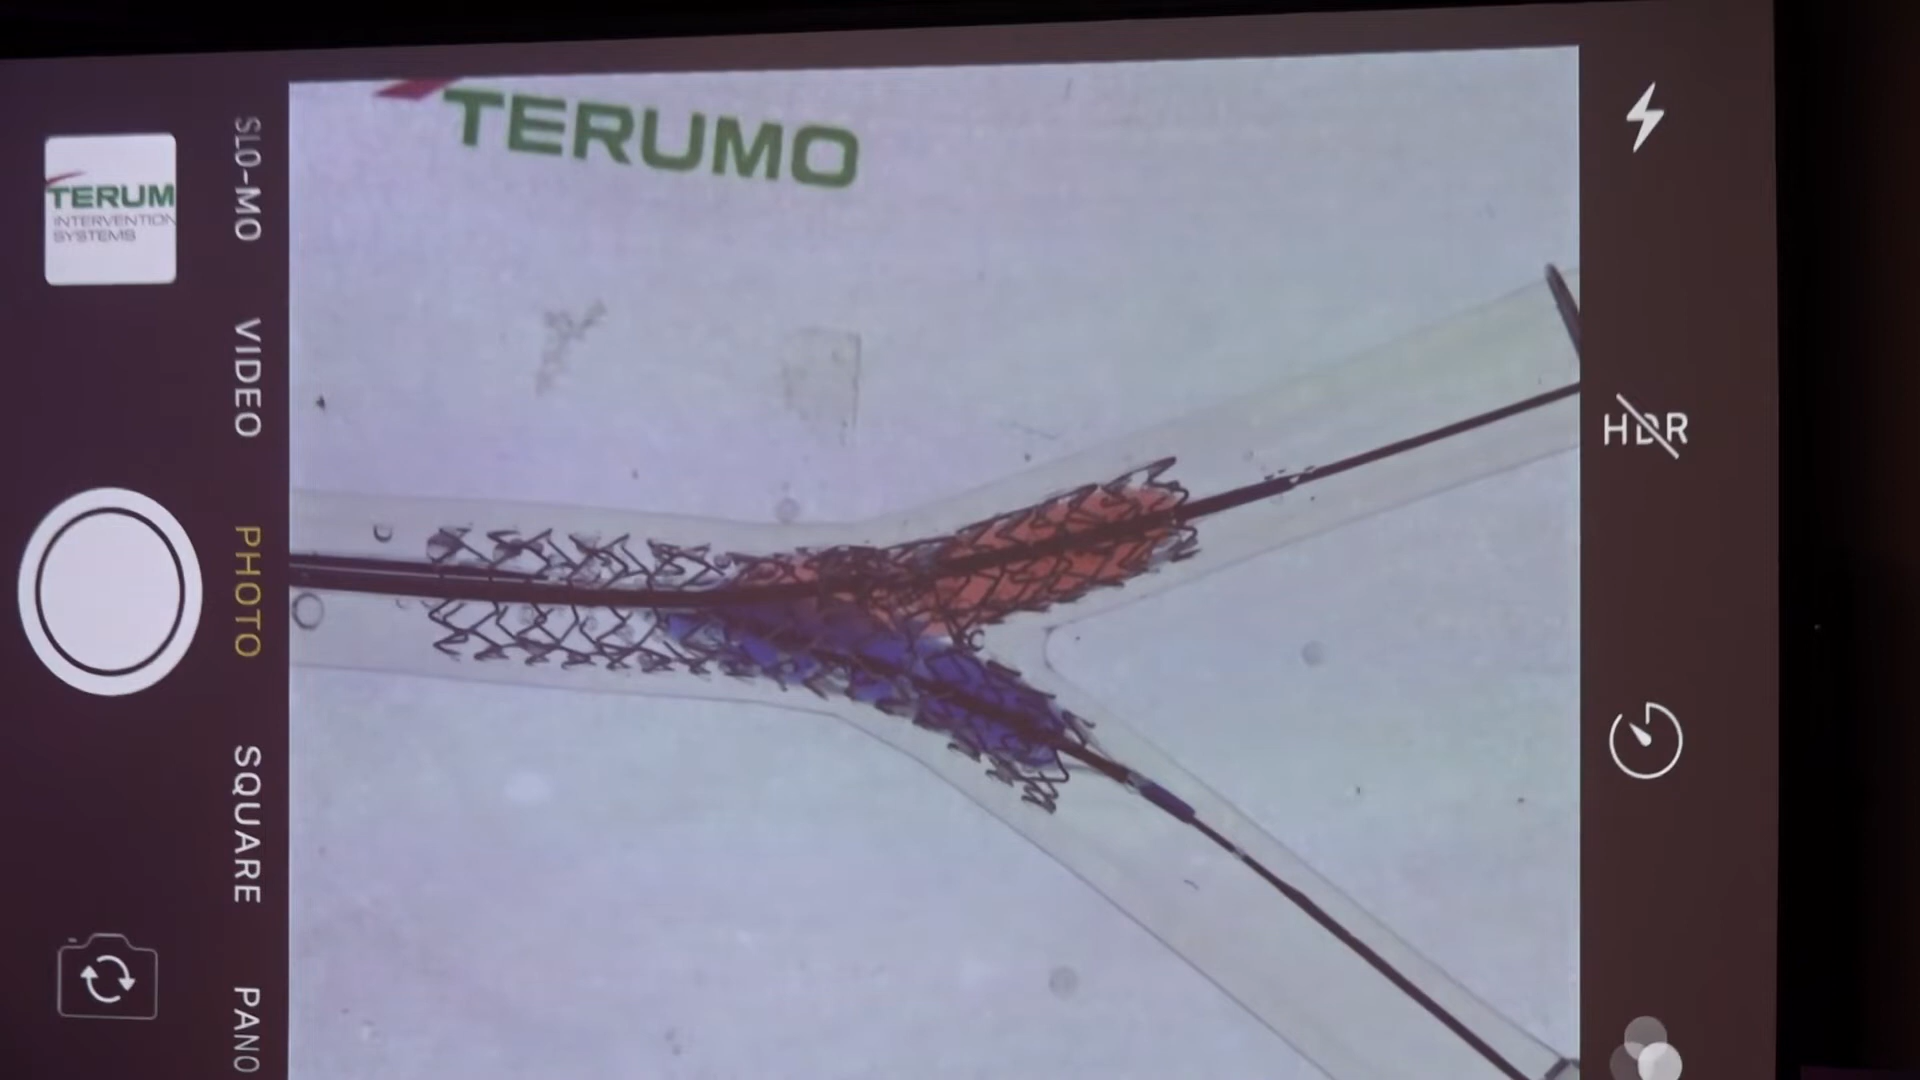 TERUMO
TERUM
INTERVENTION
SYSTEMS
SLO-MO
VIDEO
PHOTO
SQUARE
PANO
HDR